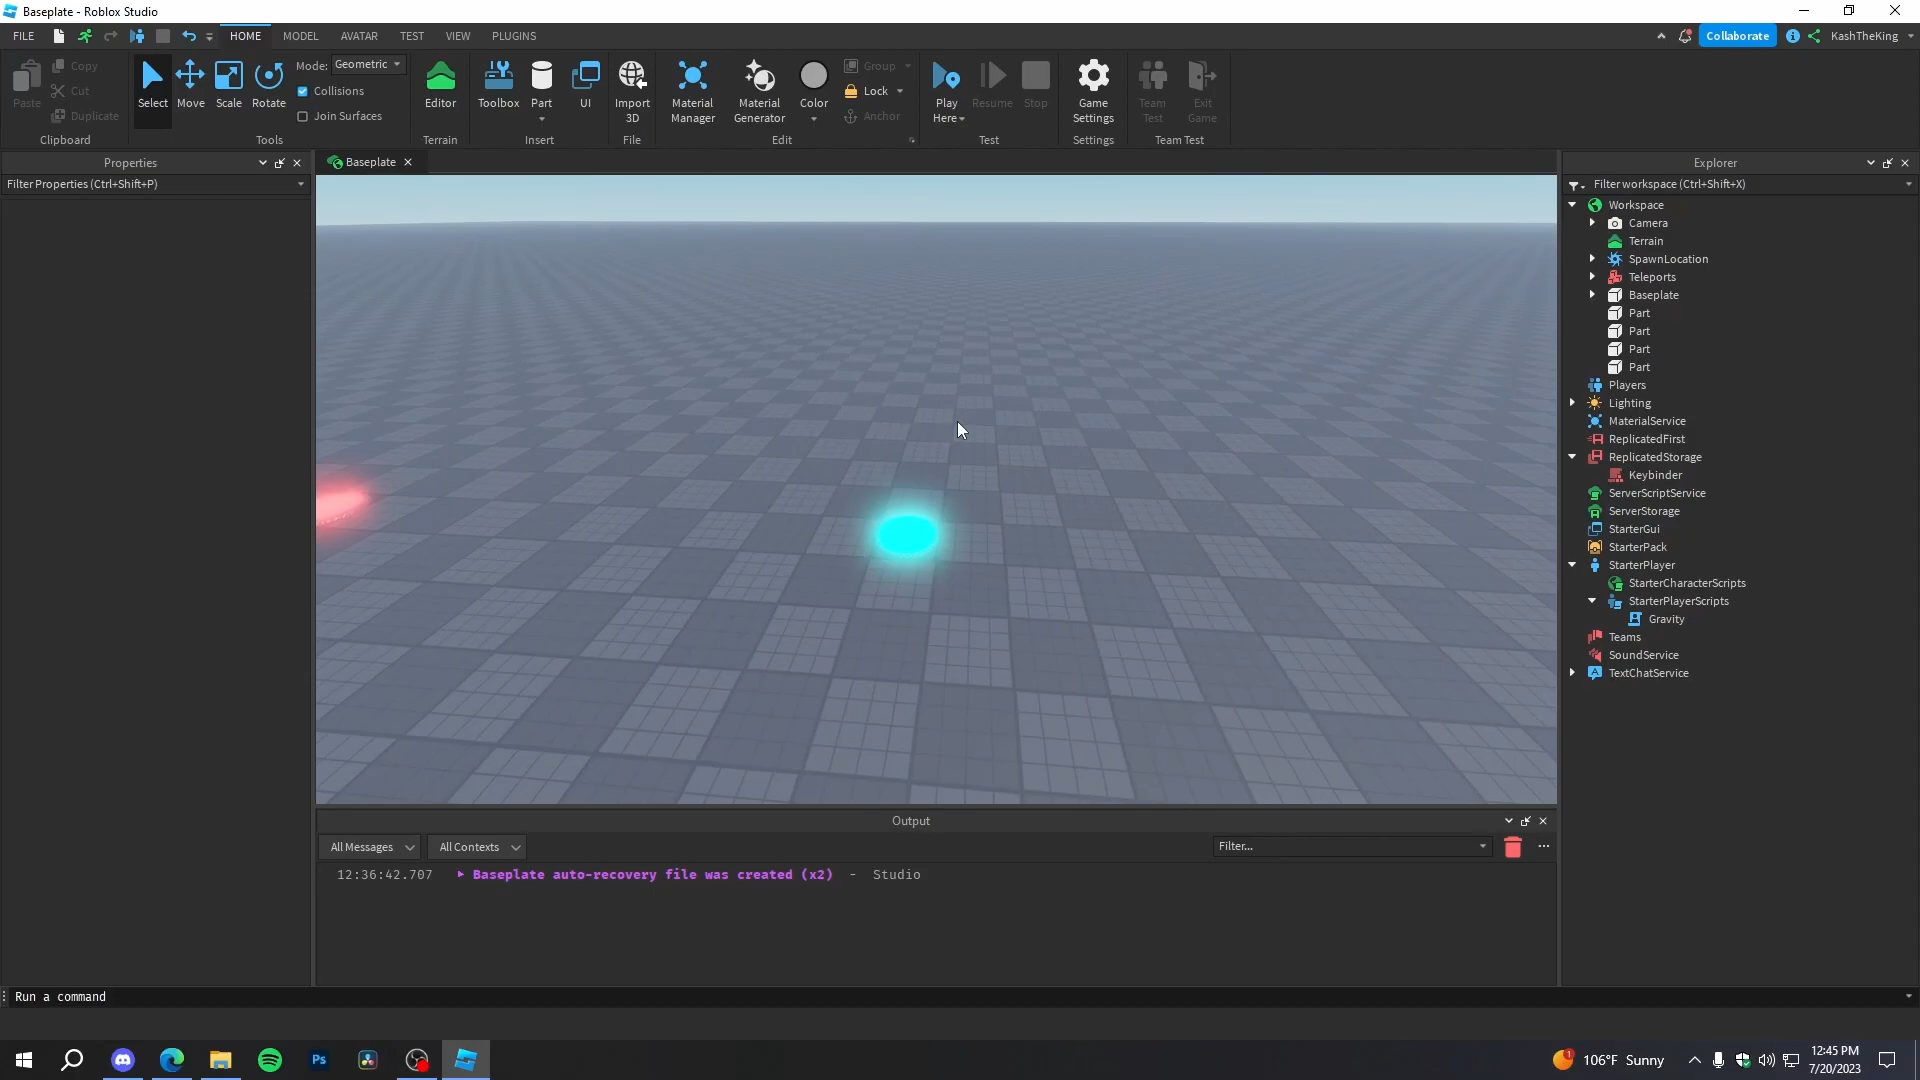 Baseplate - Roblox Studio
FILE HOME MODEL AVATAR TEST VIEW PLUGINS Collaborate KashTheKing
Paste Copy
Cut
Duplicate
Clipboard
Select Move Scale Rotate
Mode: Geometric
Collisions
Join Surfaces
Tools
Editor
Terrain
Toolbox Part UI
Insert
Import
3D
File
Material
Manager
Material
Generator
Color
Group
Lock
Anchor
Edit
Play
Here
Resume Stop
Test
Game
Settings
Settings
Team
Test
Exit
Game
Team Test
Properties
Filter Properties (Ctrl+Shift+P)
Baseplate
Explorer
Filter workspace (Ctrl+Shift+X)
Workspace
Camera
Terrain
SpawnLocation
Teleports
Baseplate
Part
Part
Part
Part
Players
Lighting
MaterialService
ReplicatedFirst
ReplicatedStorage
Keybinder
ServerScriptService
ServerStorage
StarterGui
StarterPack
StarterPlayer
StarterCharacterScripts
StarterPlayerScripts
Gravity
Teams
SoundService
TextChatService
Output
All Messages All Contexts Filter...
12:36:42.707 Baseplate auto-recovery file was created (x2) - Studio
Run a command
Ps
1
106°F Sunny
12:45 PM
7/20/2023